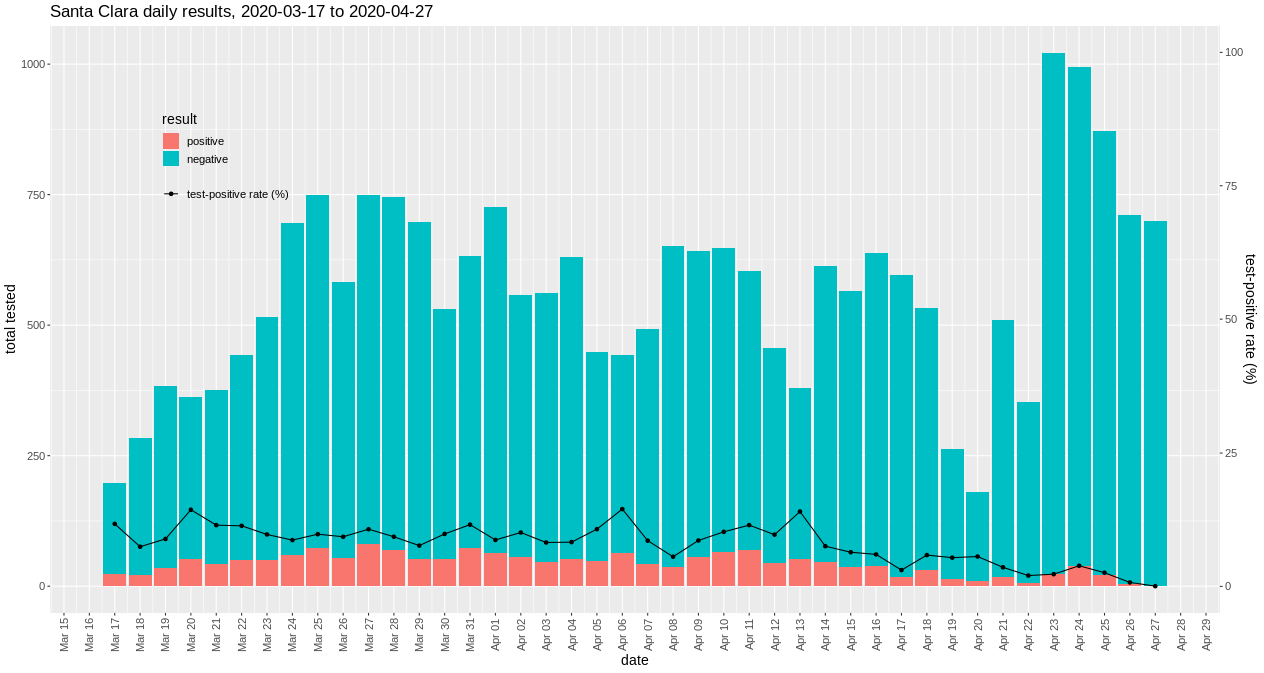 Santa Clara daily results, 2020-03-17 to 2020-04-27
1000
750
500
250
0
total tested
result
positive
negative
test-positive rate (%)
100
75
50
25
0
test-positive rate (%)
Mar 15
Mar 16
Mar 17
Mar 18
Mar 19
Mar 20
Mar 21
Mar 22
Mar 23
Mar 24
Mar 25
Mar 26
Mar 27
Mar 28
Mar 29
Mar 30
Mar 31
Apr 01
Apr 02
Apr 03
Apr 04
Apr 05
Apr 06
Apr 07
Apr 08
Apr 09
Apr 10
Apr 11
Apr 12
Apr 13
Apr 14
Apr 15
Apr 16
Apr 17
Apr 18
Apr 19
Apr 20
Apr 21
Apr 22
Apr 23
Apr 24
Apr 25
Apr 26
Apr 27
Apr 28
Apr 29
date